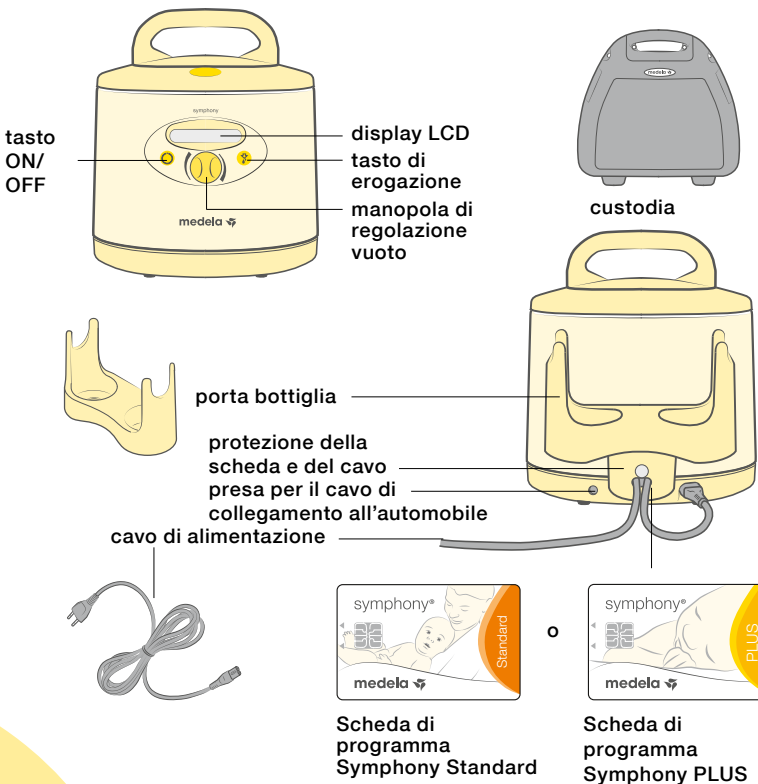 symphony
medela
tasto
ON/
OFF
display LCD
tasto di
erogazione
manopola di
regolazione
vuoto
medela
custodia
porta bottiglia
protezione della
scheda e del cavo
presa per il cavo di
collegamento all'automobile
cavo di alimentazione
symphony®
Standard
medela
o
symphony®
PLUS
medela
Scheda di
programma
Symphony Standard
Scheda di
programma
Symphony PLUS